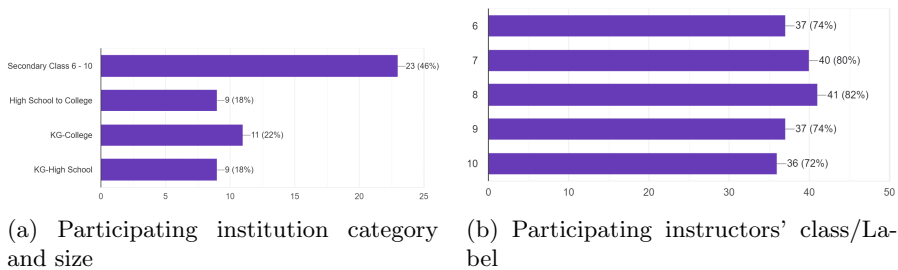 Secondary Class 6 - 10
23 (46%)
High School to College
9 (18%)
KG-College
11 (22%)
KG-High School
9 (18%)
0 5 10 15 20 25
(a) Participating institution category
and size
6
37 (74%)
7
40 (80%)
8
41 (82%)
9
37 (74%)
10
36 (72%)
0 10 20 30 40 50
(b) Participating instructors' class/La-
bel